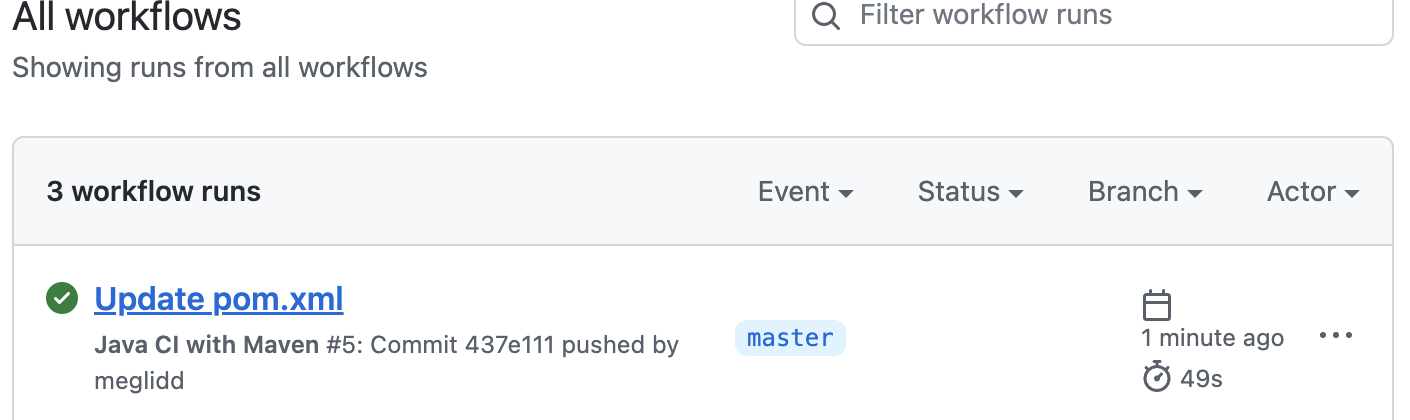 All workflows
Filter workflow runs
Showing runs from all workflows
3 workflow runs
Event
Status
Branch
Actor
Update pom.xml
Java CI with Maven #5: Commit 437e111 pushed by
meglidd
master
1 minute ago
49s